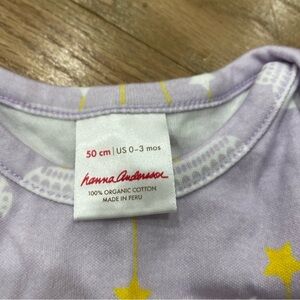 50 cm | US 0-3 mos
hanna Andersson
100% ORGANIC COTTON
MADE IN PERU